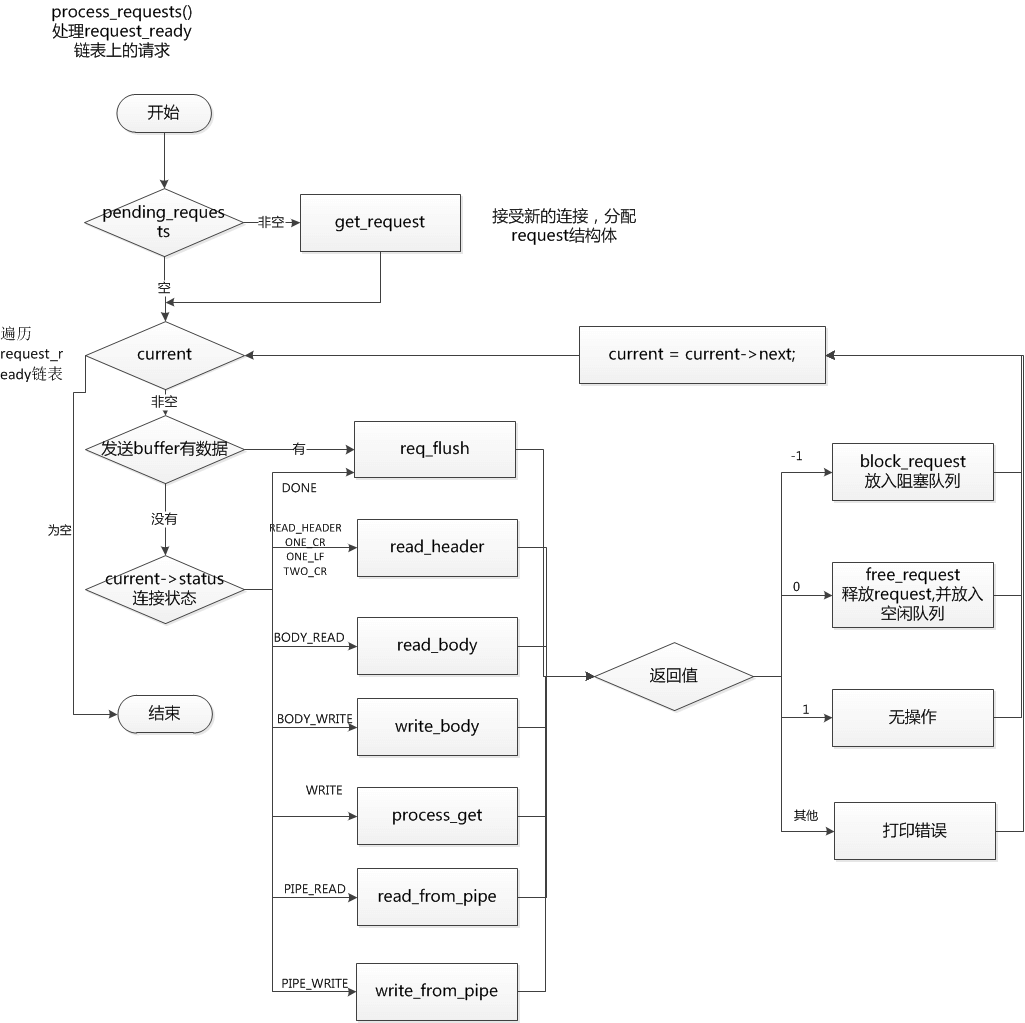 process_requests()
处理request_ready
链表上的请求
开始
pending_reques
ts
非空
get_request
接受新的连接，分配
request结构体
空
遍历
request_r
eady链表
current
current = current->next;
非空
发送buffer有数据
有
req_flush
DONE
没有
为空
READ_HEADER
ONE_CR
ONE_LF
TWO_CR
read_header
current->status
连接状态
BODY_READ
read_body
BODY_WRITE
write_body
WRITE
process_get
PIPE_READ
read_from_pipe
PIPE_WRITE
write_from_pipe
结束
返回值
-1
block_request
放入阻塞队列
0
free_request
释放request,并放入
空闲队列
1
无操作
其他
打印错误